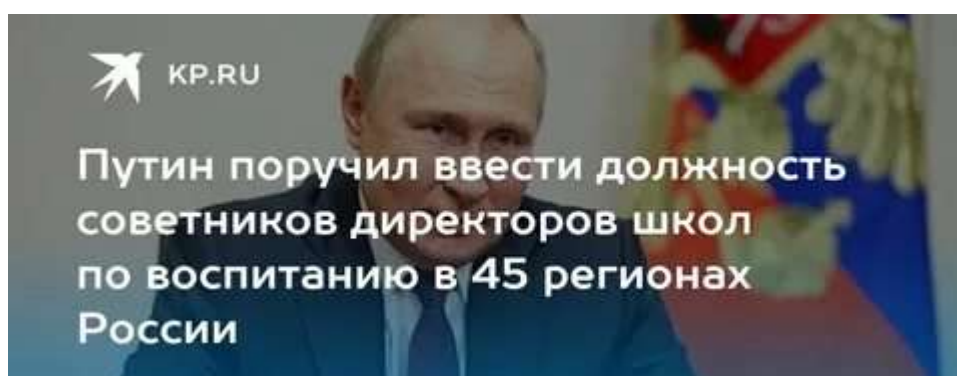 KP.RU
Путин поручил ввести должность
советников директоров школ
по воспитанию в 45 регионах
России